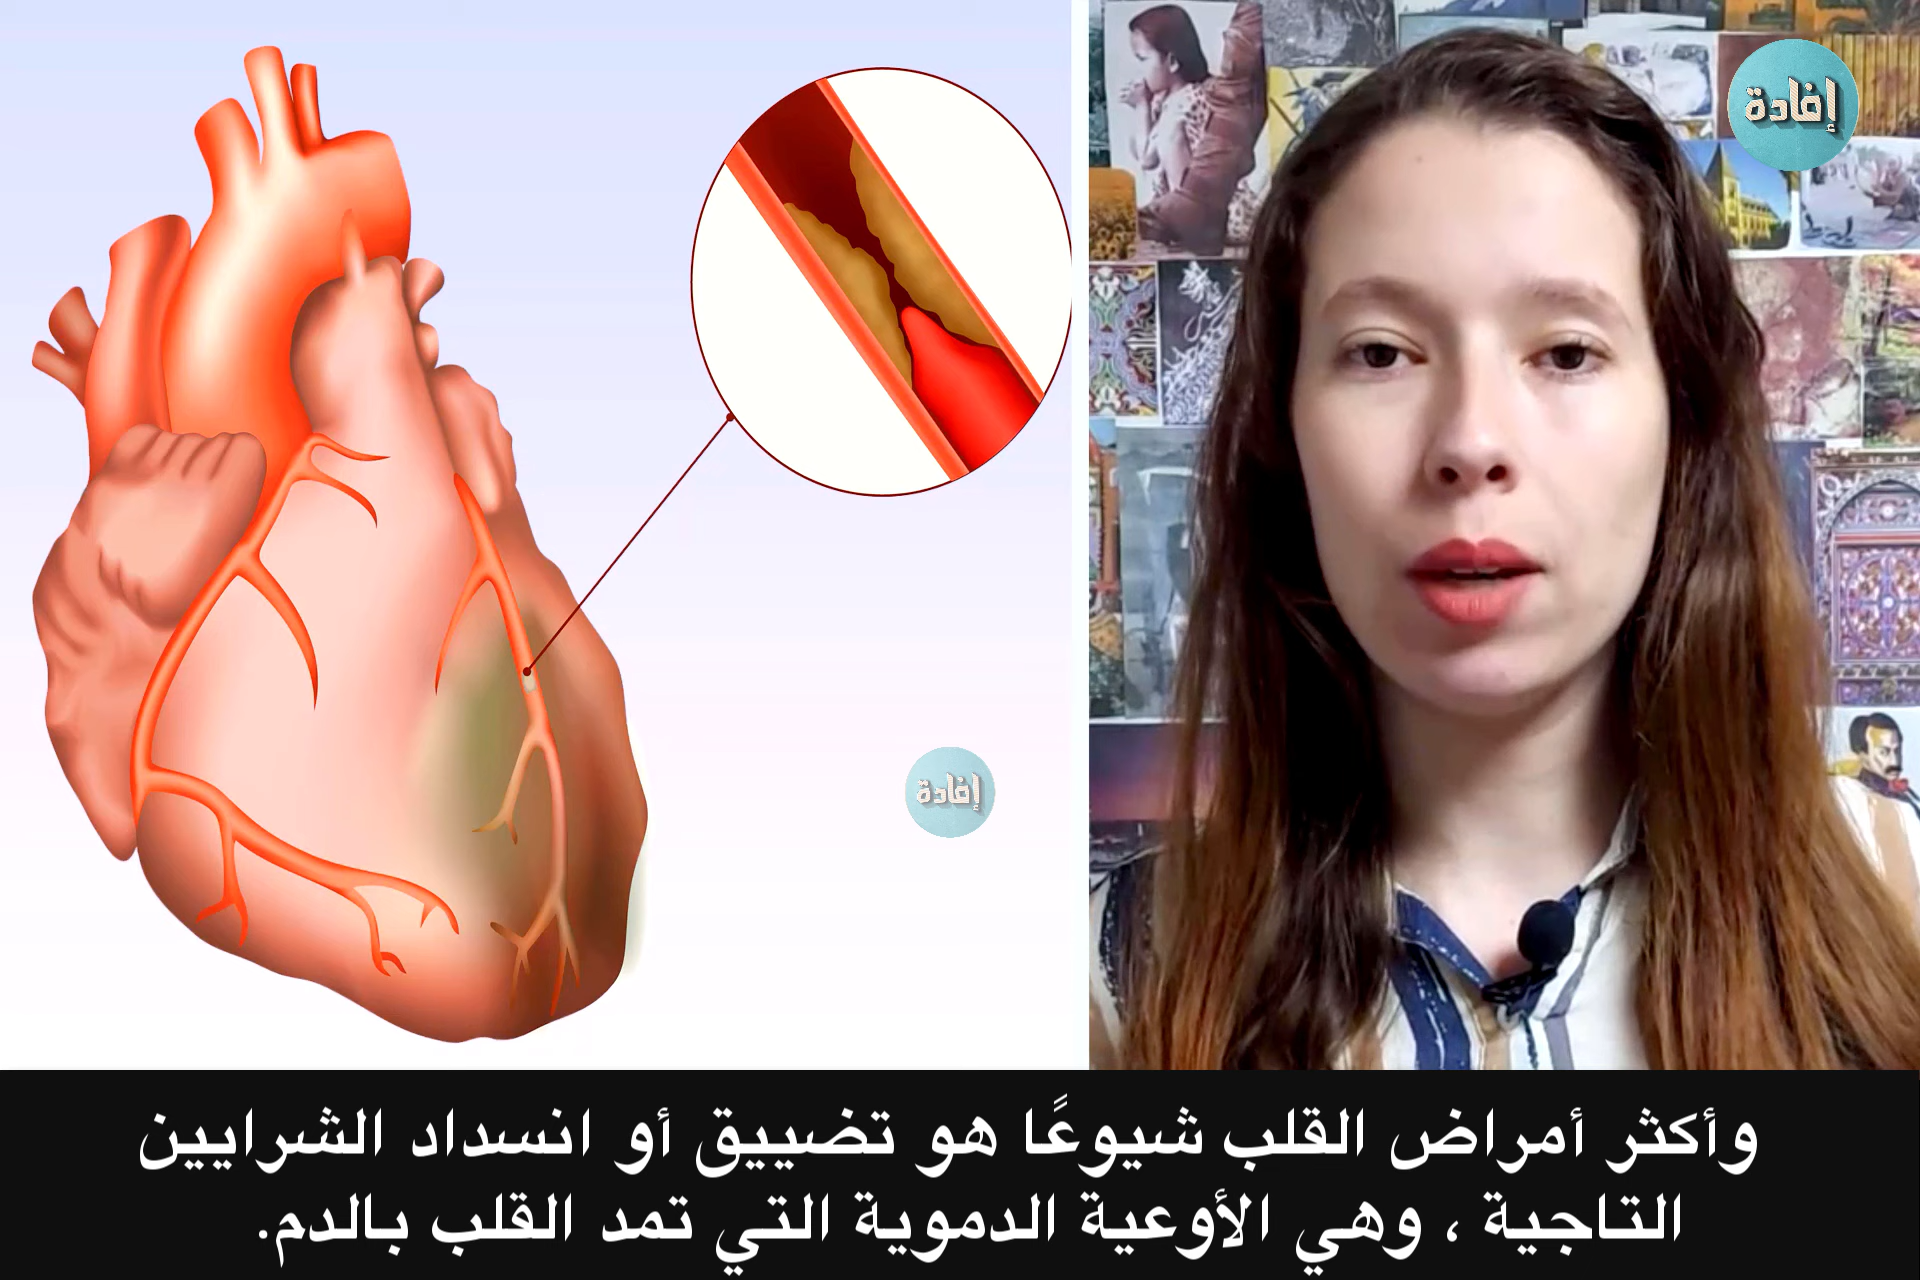 إفادة
إفادة
وأكثر أمراض القلب شيوعًا هو تضييق أو انسداد الشرايين
التاجية ، وهي الأوعية الدموية التي تمد القلب بالدم.